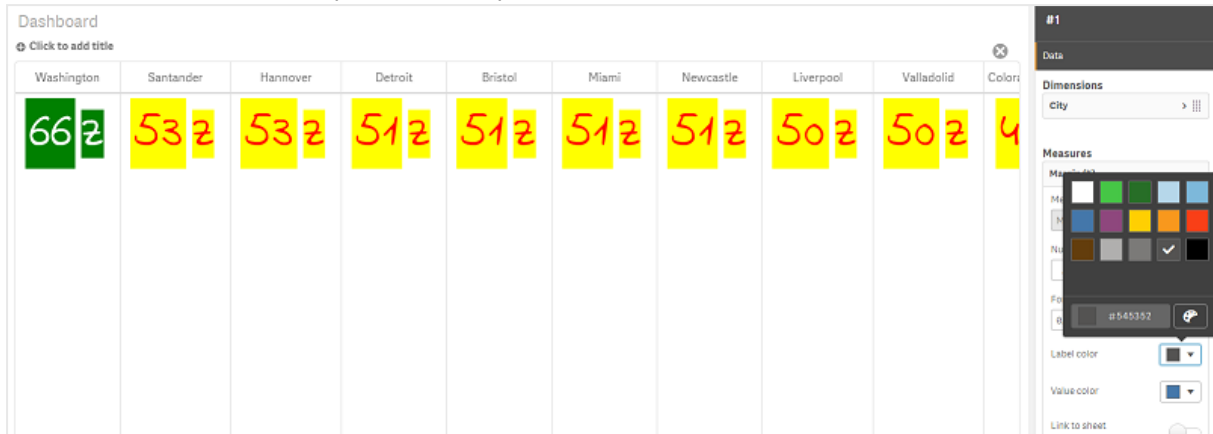 Dashboard
Click to add title
Washington Santander Hannover Detroit Bristol Miami Newcastle Liverpool Valladolid
66 z 53 z 53 z 51 z 51 z 51 z 51 z 50 z 50 z
#1
Data
Dimensions
City
Measures
#545352
Label color
Value color
Link to sheet